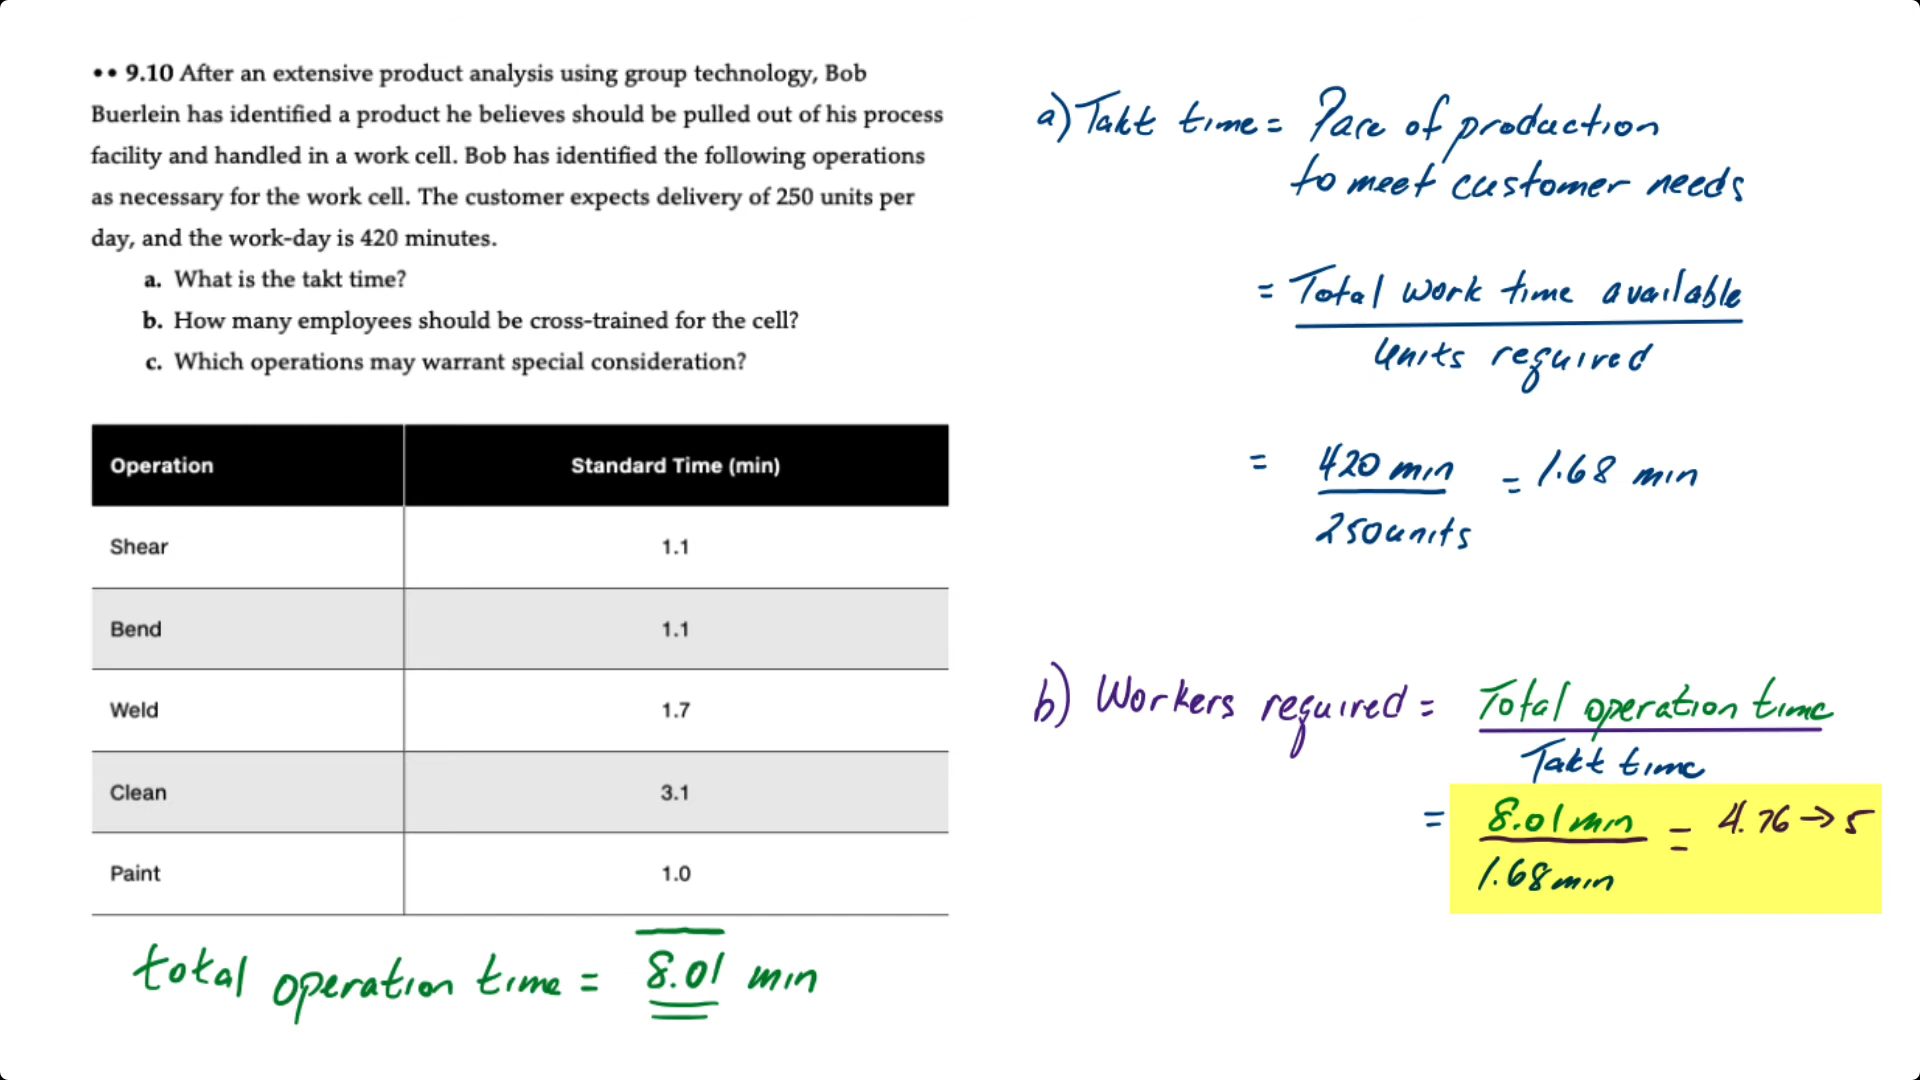 •• 9.10 After an extensive product analysis using group technology, Bob
Buerlein has identified a product he believes should be pulled out of his process
facility and handled in a work cell. Bob has identified the following operations
as necessary for the work cell. The customer expects delivery of 250 units per
day, and the work-day is 420 minutes.
a. What is the takt time?
b. How many employees should be cross-trained for the cell?
c. Which operations may warrant special consideration?
Operation Standard Time (min)
Shear 1.1
Bend 1.1
Weld 1.7
Clean 3.1
Paint 1.0
total operation time = 8.01 min
a) Takt time = Pace of production
to meet customer needs
= Total work time available
units required
= 420 min = 1.68 min
250 units
b) Workers required = Total operation time
Takt time
= 8.01 min = 4.76 → 5
1.68 min